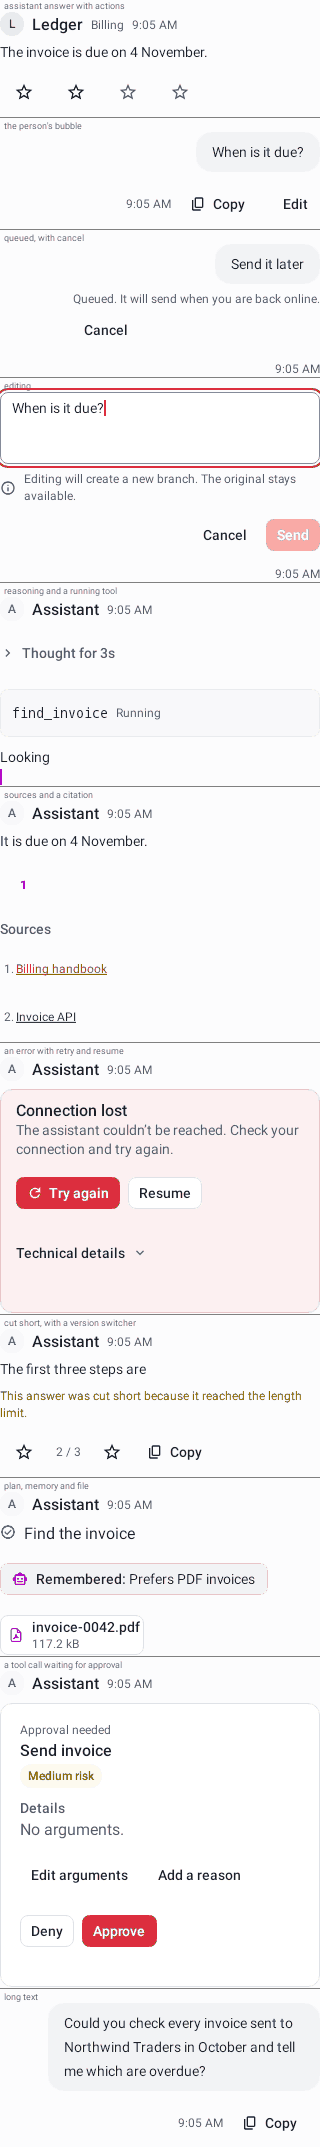 assistant answer with actions
L Ledger Billing 9:05 AM
The invoice is due on 4 November.
the person's bubble
When is it due?
9:05 AM Copy Edit
queued, with cancel
Send it later
Queued. It will send when you are back online.
Cancel
9:05 AM
editing
When is it due?
Editing will create a new branch. The original stays
available.
Cancel Send
9:05 AM
reasoning and a running tool
A Assistant 9:05 AM
Thought for 3s
find_invoice Running
Looking
sources and a citation
A Assistant 9:05 AM
It is due on 4 November.
1
Sources
1. Billing handbook
2. Invoice API
an error with retry and resume
A Assistant 9:05 AM
Connection lost
The assistant couldn’t be reached. Check your
connection and try again.
Try again Resume
Technical details
cut short, with a version switcher
A Assistant 9:05 AM
The first three steps are
This answer was cut short because it reached the length
limit.
2 / 3 Copy
plan, memory and file
A Assistant 9:05 AM
Find the invoice
Remembered: Prefers PDF invoices
invoice-0042.pdf
117.2 kB
a tool call waiting for approval
A Assistant 9:05 AM
Approval needed
Send invoice
Medium risk
Details
No arguments.
Edit arguments Add a reason
Deny Approve
long text
Could you check every invoice sent to
Northwind Traders in October and tell
me which are overdue?
9:05 AM Copy